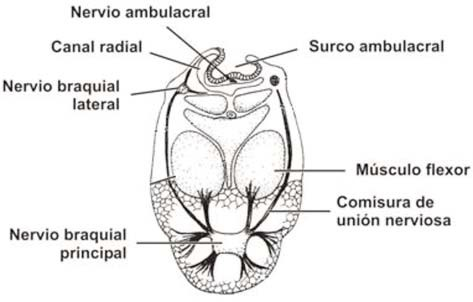 Nervio ambulacral
Canal radial
Surco ambulacral
Nervio braquial
lateral
Músculo flexor
Comisura de
unión nerviosa
Nervio braquial
principal